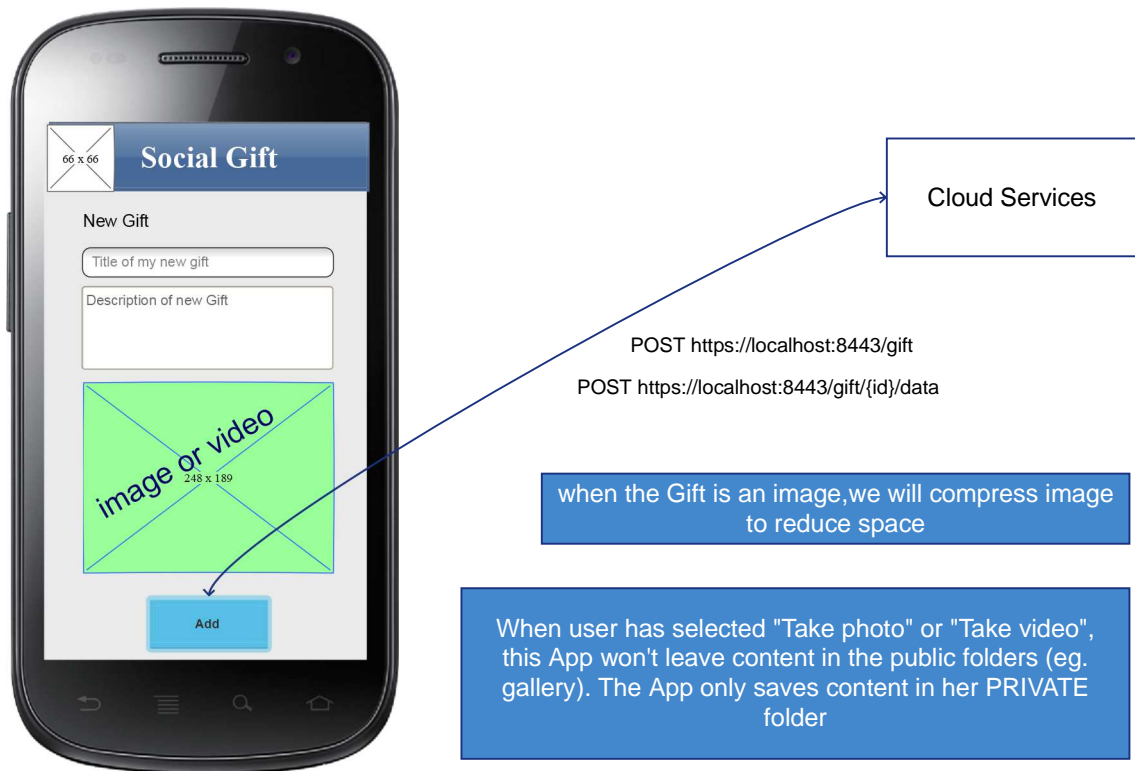 66 x 66
Social Gift
New Gift
Title of my new gift
Description of new Gift
image or video
248 x 189
Add
Cloud Services
POST https://localhost:8443/gift
POST https://localhost:8443/gift/{id}/data
when the Gift is an image,we will compress image
to reduce space
When user has selected "Take photo" or "Take video",
this App won't leave content in the public folders (eg.
gallery). The App only saves content in her PRIVATE
folder